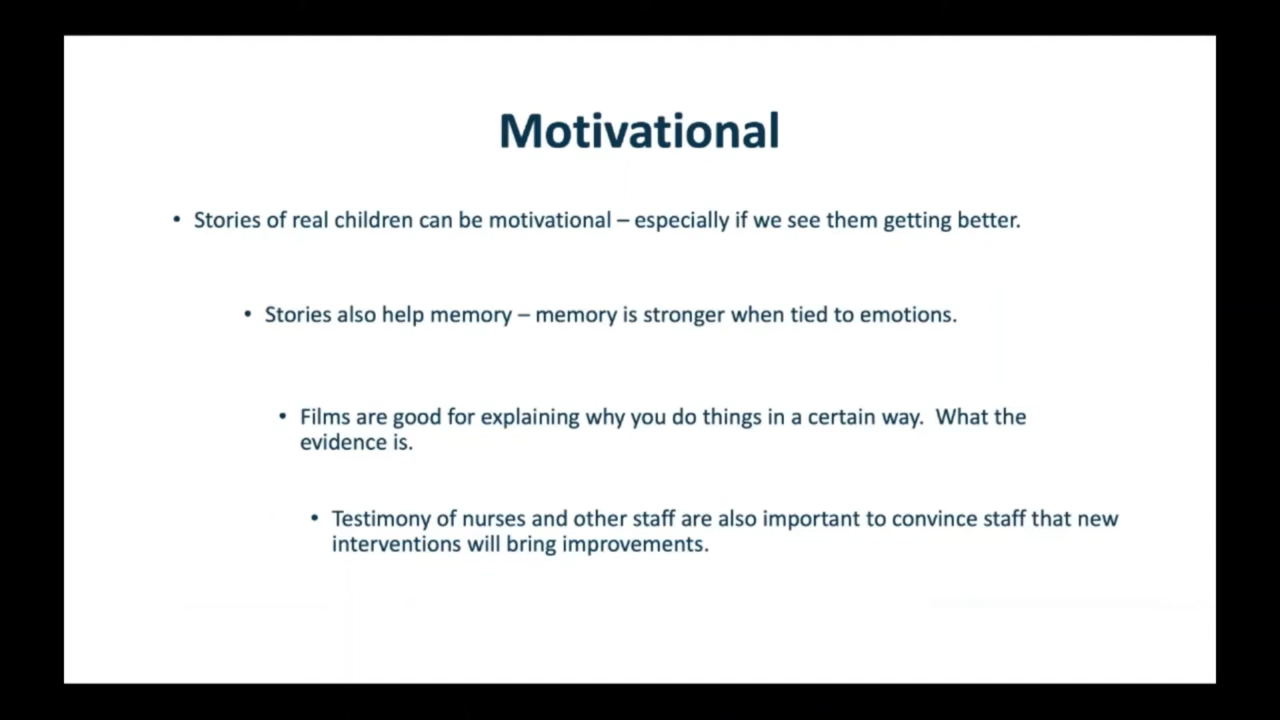 Motivational
• Stories of real children can be motivational – especially if we see them getting better.
• Stories also help memory – memory is stronger when tied to emotions.
• Films are good for explaining why you do things in a certain way.  What the
evidence is.
• Testimony of nurses and other staff are also important to convince staff that new
interventions will bring improvements.